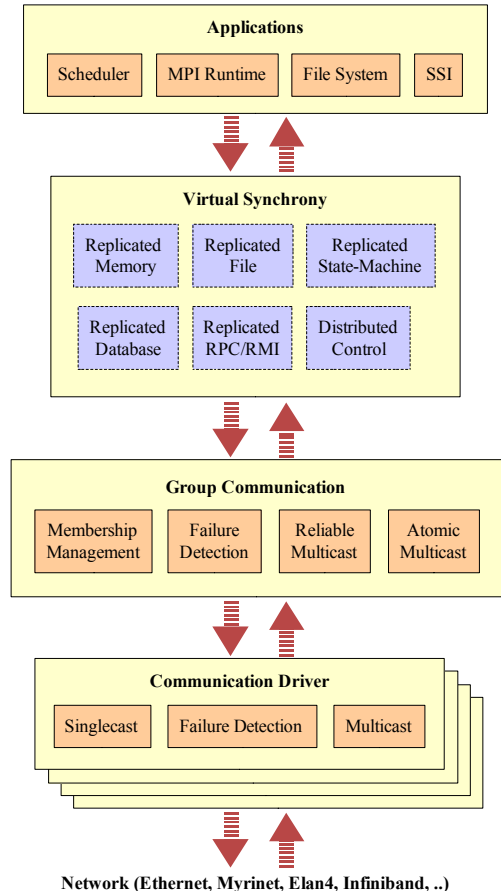 Applications
Scheduler
MPI Runtime
File System
SSI
Virtual Synchrony
Replicated
Memory
Replicated
File
Replicated
State-Machine
Replicated
Database
Replicated
RPC/RMI
Distributed
Control
Group Communication
Membership
Management
Failure
Detection
Reliable
Multicast
Atomic
Multicast
Communication Driver
Singlecast
Failure Detection
Multicast
Network (Ethernet, Myrinet, Elan4, Infiniband, ..)